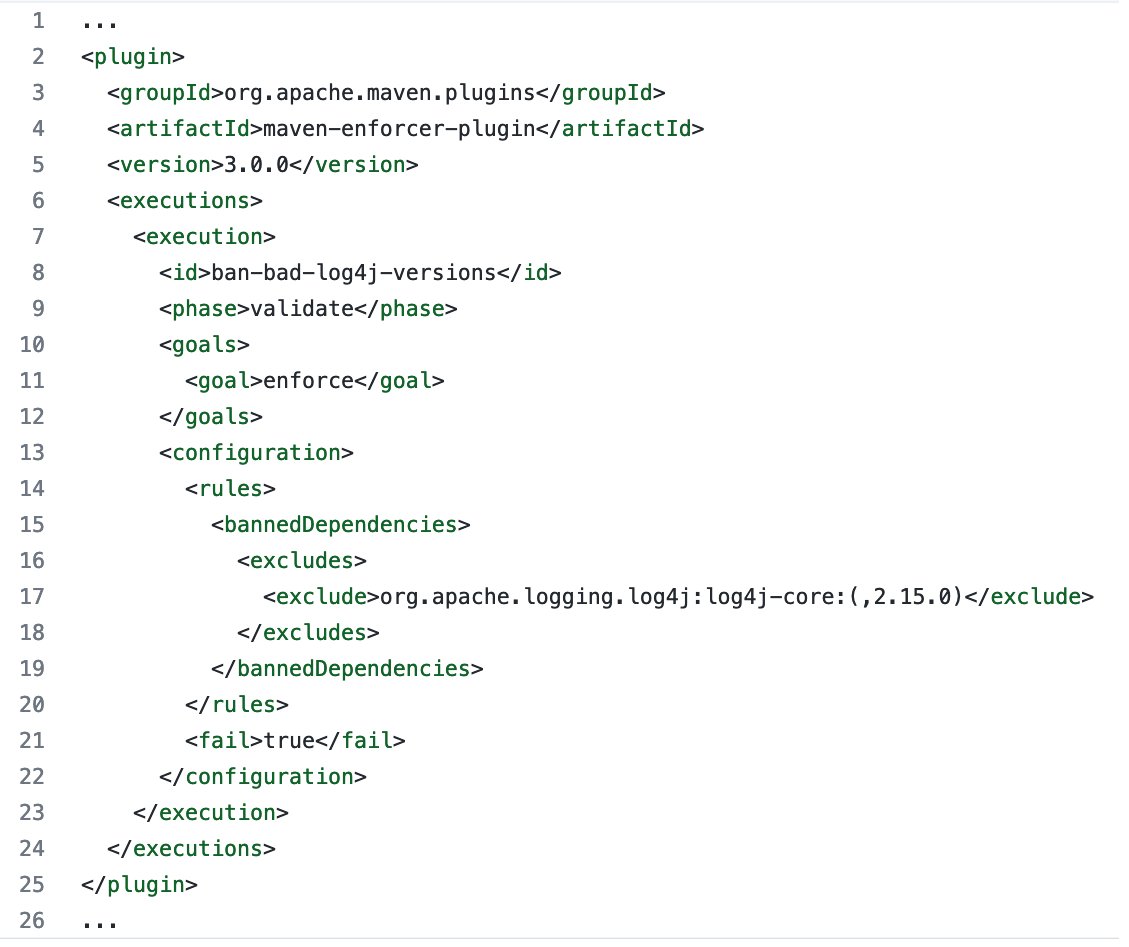 1 ...
2 <plugin>
3   <groupId>org.apache.maven.plugins</groupId>
4   <artifactId>maven-enforcer-plugin</artifactId>
5   <version>3.0.0</version>
6   <executions>
7     <execution>
8       <id>ban-bad-log4j-versions</id>
9       <phase>validate</phase>
10       <goals>
11         <goal>enforce</goal>
12       </goals>
13       <configuration>
14         <rules>
15           <bannedDependencies>
16             <excludes>
17               <exclude>org.apache.logging.log4j:log4j-core:(,2.15.0)</exclude>
18             </excludes>
19           </bannedDependencies>
20         </rules>
21         <fail>true</fail>
22       </configuration>
23     </execution>
24   </executions>
25 </plugin>
26 ...